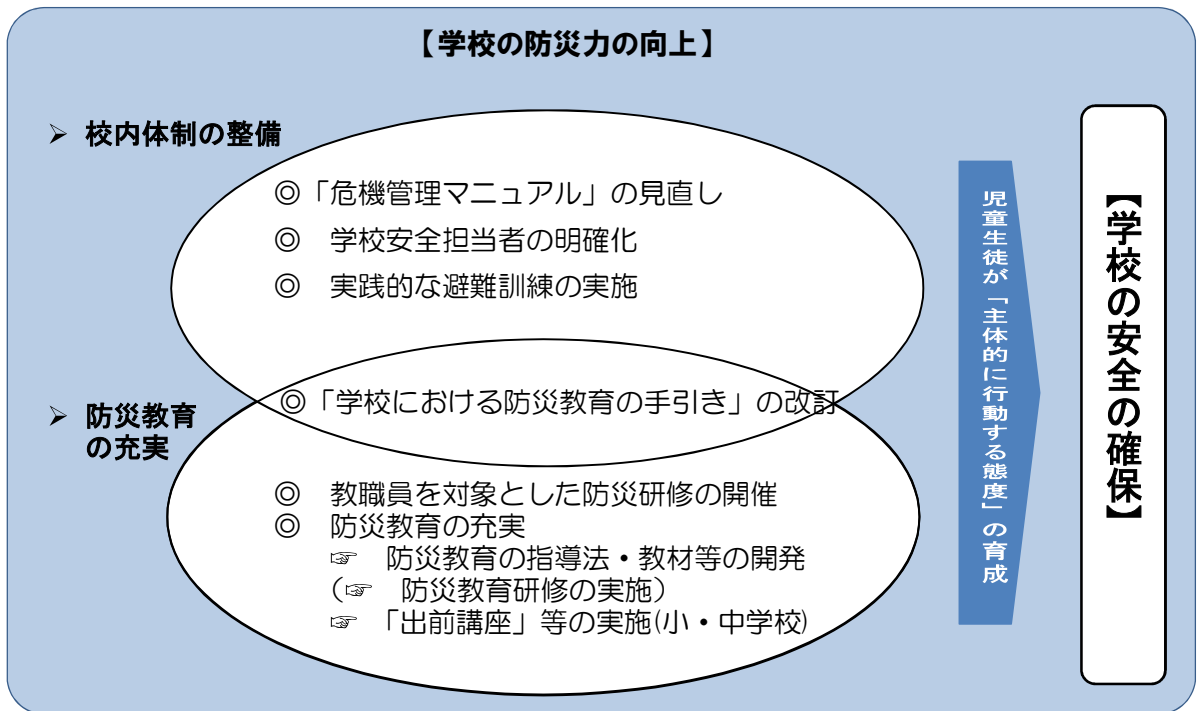 【学校の防災力の向上】
➢ 校内体制の整備
◎「危機管理マニュアル」の見直し
◎ 学校安全担当者の明確化
◎ 実践的な避難訓練の実施
◎「学校における防災教育の手引き」の改訂
➢ 防災教育
の充実
◎ 教職員を対象とした防災研修の開催
◎ 防災教育の充実
☞ 防災教育の指導法・教材等の開発
(☞ 防災教育研修の実施)
☞ 「出前講座」等の実施(小・中学校)
児童生徒が「主体的に行動する態度」の育成
【学校の安全の確保】